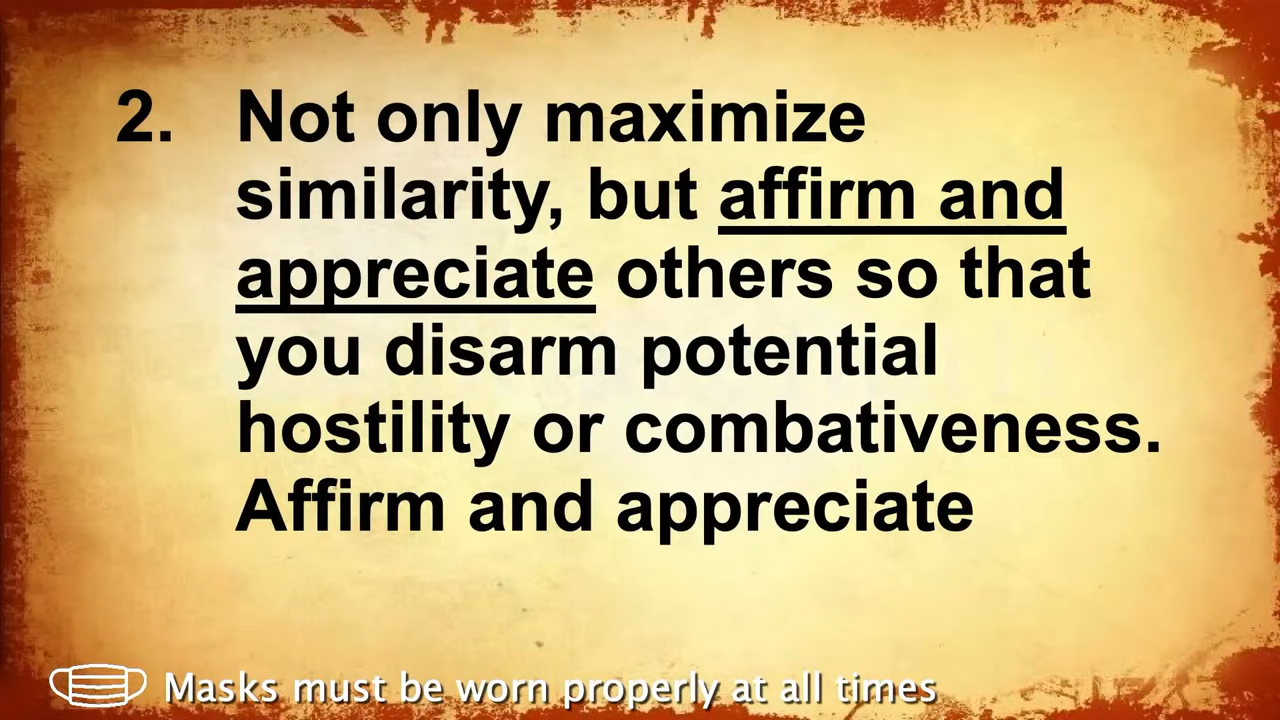 2. Not only maximize
similarity, but affirm and
appreciate others so that
you disarm potential
hostility or combativeness.
Affirm and appreciate
Masks must be worn properly at all times